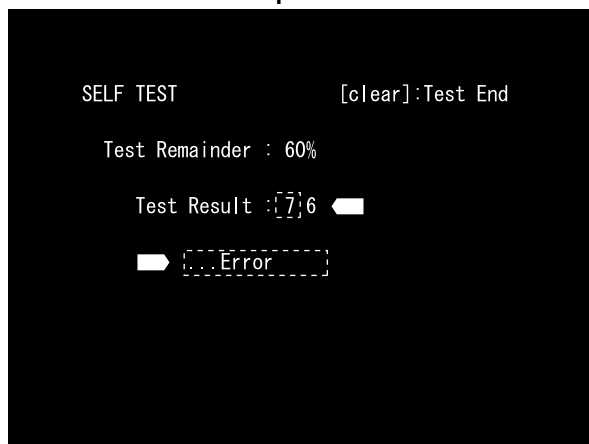 SELF TEST [clear]:Test End
Test Remainder : 60%
Test Result : 76
...Error